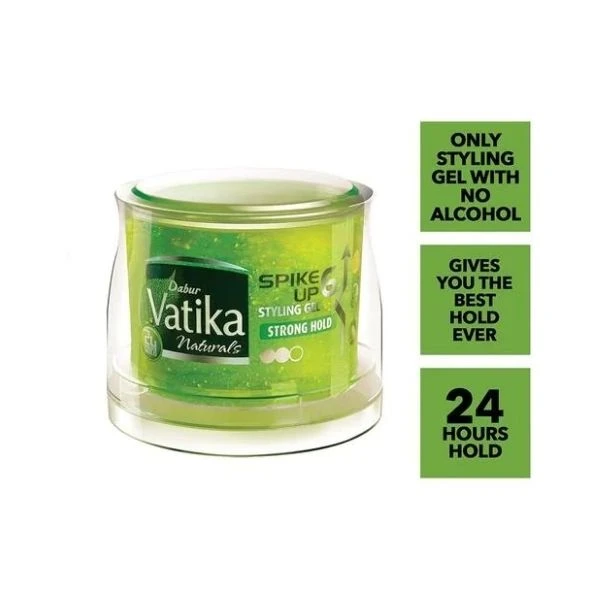 Dabur
Vatika
Naturals
SPIKE
UP
STYLING GEL
STRONG HOLD
ONLY
STYLING
GEL WITH
NO
ALCOHOL
GIVES
YOU THE
BEST
HOLD
EVER
24
HOURS
HOLD